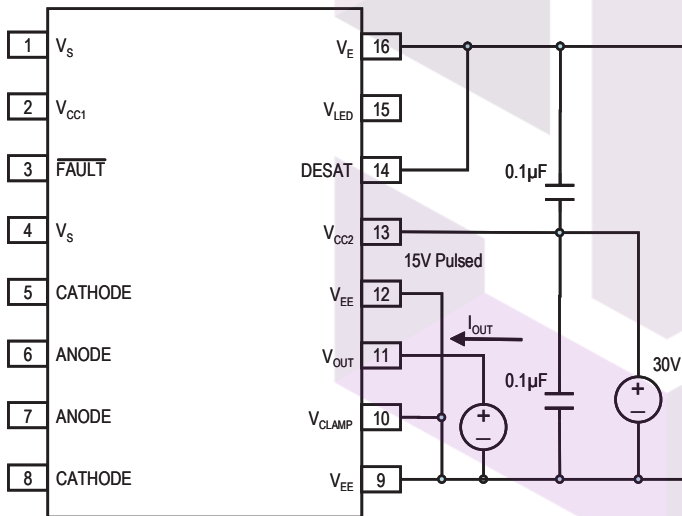 1 V_S
2 V_CC1
3 FAULT
4 V_S
5 CATHODE
6 ANODE
7 ANODE
8 CATHODE
V_E 16
V_LED 15
DESAT 14
V_CC2 13
V_EE 12
V_OUT 11
V_CLAMP 10
V_EE 9
0.1µF
15V Pulsed
I_OUT
0.1µF
30V
+
–
+
–